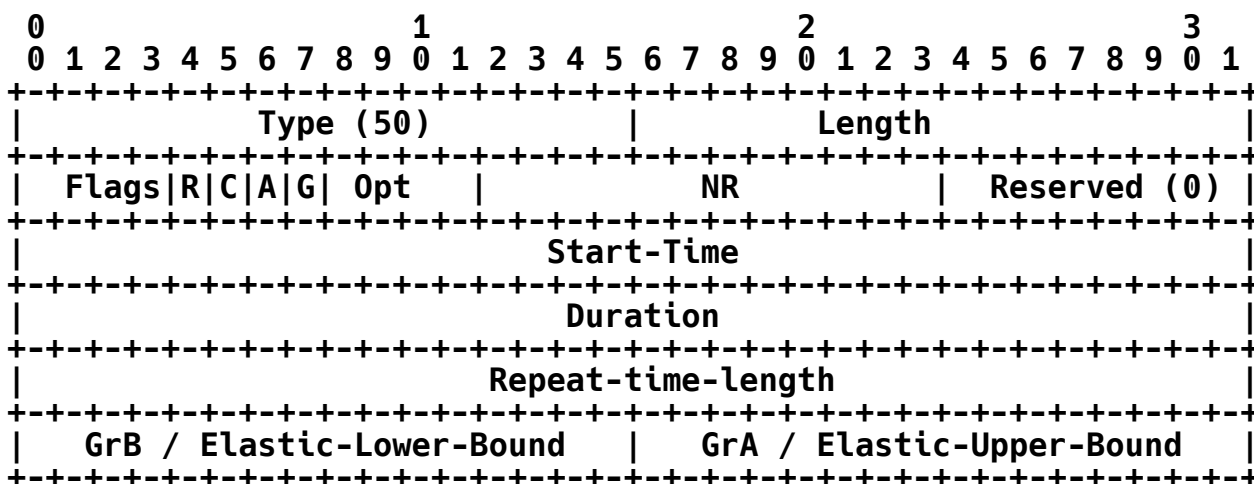 0                   1                   2                   3
 0 1 2 3 4 5 6 7 8 9 0 1 2 3 4 5 6 7 8 9 0 1 2 3 4 5 6 7 8 9 0 1
+-+-+-+-+-+-+-+-+-+-+-+-+-+-+-+-+-+-+-+-+-+-+-+-+-+-+-+-+-+-+-+-+
|            Type (50)          |         Length                |
+-+-+-+-+-+-+-+-+-+-+-+-+-+-+-+-+-+-+-+-+-+-+-+-+-+-+-+-+-+-+-+-+
|  Flags|R|C|A|G| Opt   |           NR          |  Reserved (0) |
+-+-+-+-+-+-+-+-+-+-+-+-+-+-+-+-+-+-+-+-+-+-+-+-+-+-+-+-+-+-+-+-+
|                           Start-Time                          |
+-+-+-+-+-+-+-+-+-+-+-+-+-+-+-+-+-+-+-+-+-+-+-+-+-+-+-+-+-+-+-+-+
|                            Duration                           |
+-+-+-+-+-+-+-+-+-+-+-+-+-+-+-+-+-+-+-+-+-+-+-+-+-+-+-+-+-+-+-+-+
|                        Repeat-time-length                     |
+-+-+-+-+-+-+-+-+-+-+-+-+-+-+-+-+-+-+-+-+-+-+-+-+-+-+-+-+-+-+-+-+
|   GrB / Elastic-Lower-Bound   |   GrA / Elastic-Upper-Bound   |
+-+-+-+-+-+-+-+-+-+-+-+-+-+-+-+-+-+-+-+-+-+-+-+-+-+-+-+-+-+-+-+-+